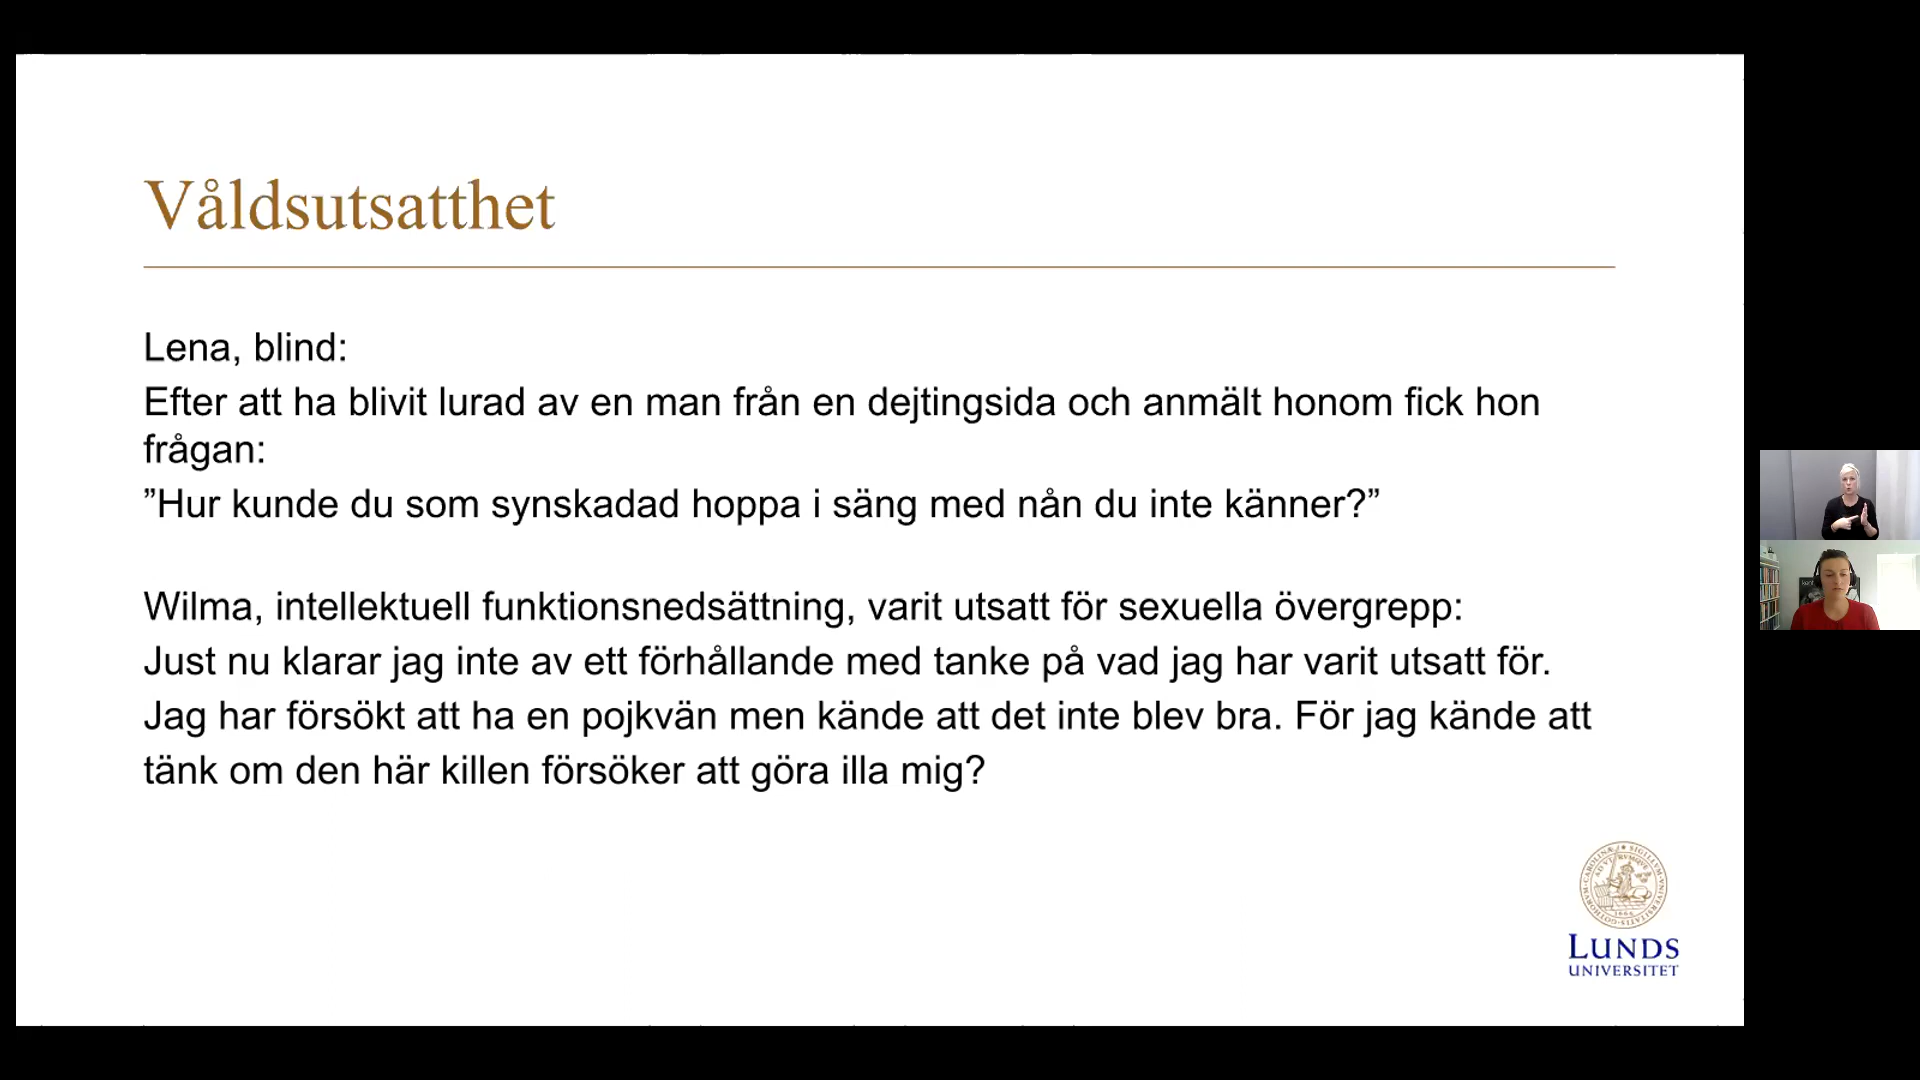 Våldsutsatthet
Lena, blind:
Efter att ha blivit lurad av en man från en dejtingsida och anmält honom fick hon
frågan:
”Hur kunde du som synskadad hoppa i säng med nån du inte känner?”
Wilma, intellektuell funktionsnedsättning, varit utsatt för sexuella övergrepp:
Just nu klarar jag inte av ett förhållande med tanke på vad jag har varit utsatt för.
Jag har försökt att ha en pojkvän men kände att det inte blev bra. För jag kände att
tänk om den här killen försöker att göra illa mig?
LUNDS
UNIVERSITET